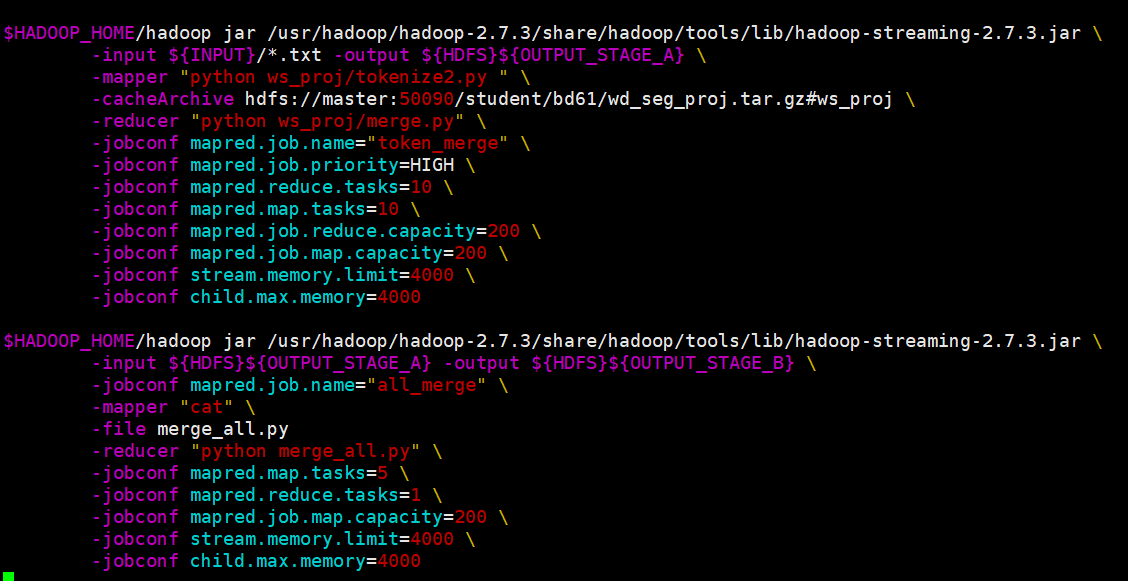 $HADOOP_HOME/hadoop jar /usr/hadoop/hadoop-2.7.3/share/hadoop/tools/lib/hadoop-streaming-2.7.3.jar \
-input ${INPUT}/*.txt -output ${HDFS}${OUTPUT_STAGE_A} \
-mapper "python ws_proj/tokenize2.py " \
-cacheArchive hdfs://master:50090/student/bd61/wd_seg_proj.tar.gz#ws_proj \
-reducer "python ws_proj/merge.py" \
-jobconf mapred.job.name="token_merge" \
-jobconf mapred.job.priority=HIGH \
-jobconf mapred.reduce.tasks=10 \
-jobconf mapred.map.tasks=10 \
-jobconf mapred.job.reduce.capacity=200 \
-jobconf mapred.job.map.capacity=200 \
-jobconf stream.memory.limit=4000 \
-jobconf child.max.memory=4000
$HADOOP_HOME/hadoop jar /usr/hadoop/hadoop-2.7.3/share/hadoop/tools/lib/hadoop-streaming-2.7.3.jar \
-input ${HDFS}${OUTPUT_STAGE_A} -output ${HDFS}${OUTPUT_STAGE_B} \
-jobconf mapred.job.name="all_merge" \
-mapper "cat" \
-file merge_all.py
-reducer "python merge_all.py" \
-jobconf mapred.map.tasks=5 \
-jobconf mapred.reduce.tasks=1 \
-jobconf mapred.job.map.capacity=200 \
-jobconf stream.memory.limit=4000 \
-jobconf child.max.memory=4000